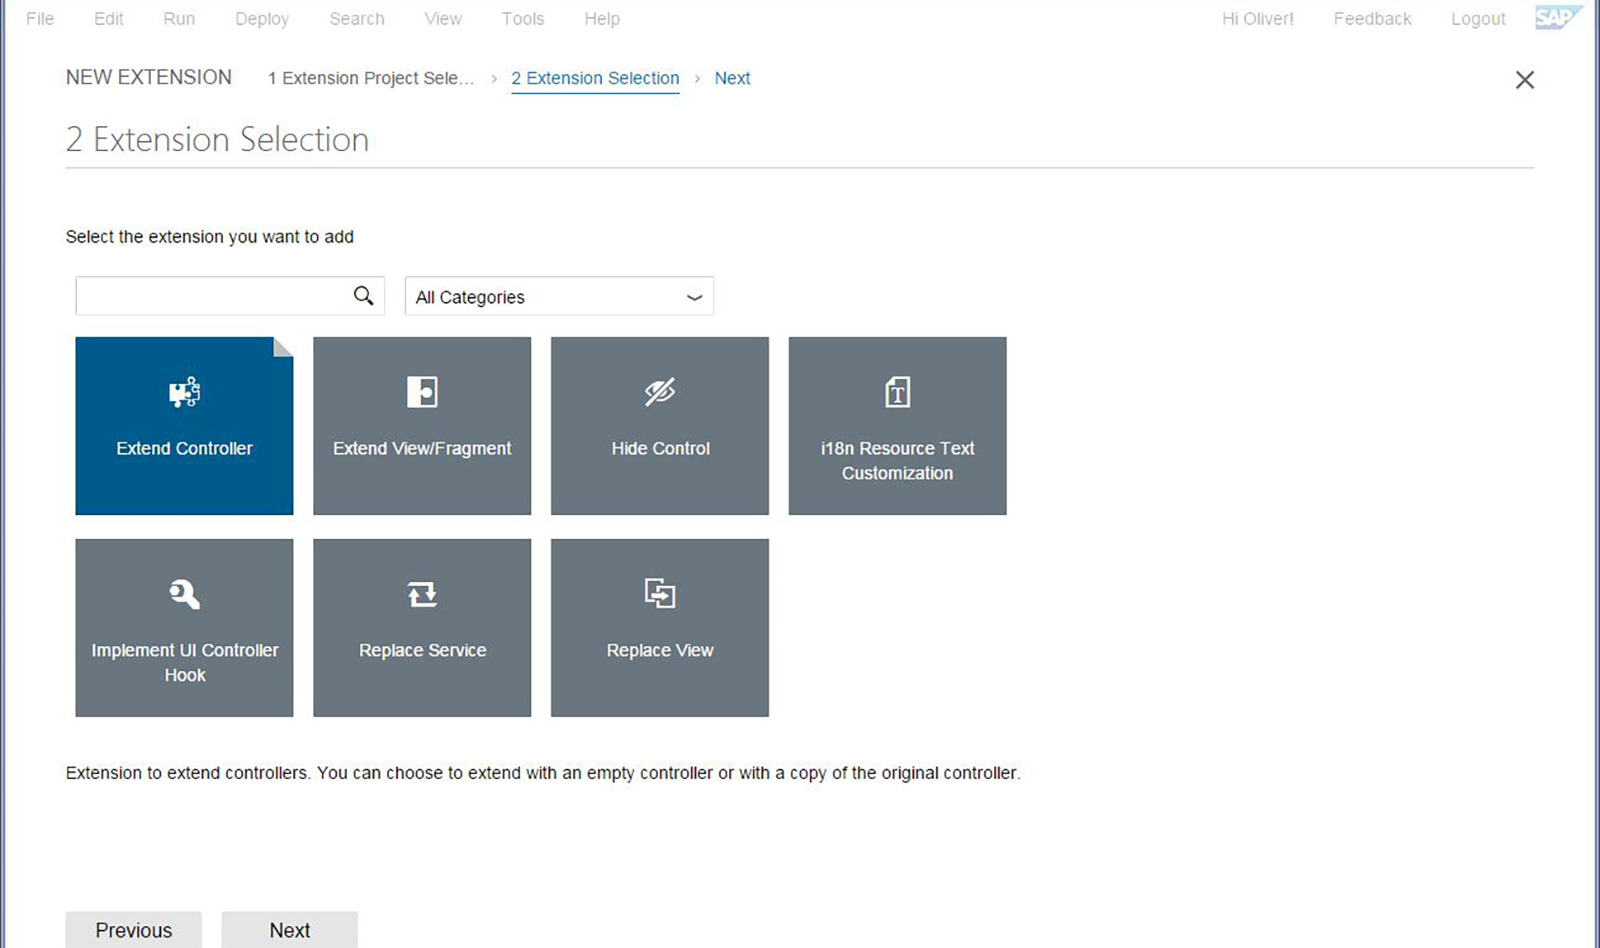 File Edit Run Deploy Search View Tools Help Hi Oliver! Feedback Logout SAP
NEW EXTENSION 1 Extension Project Sele... > 2 Extension Selection > Next
2 Extension Selection
Select the extension you want to add
All Categories
Extend Controller
Extend View/Fragment
Hide Control
i18n Resource Text
Customization
Implement UI Controller
Hook
Replace Service
Replace View
Extension to extend controllers. You can choose to extend with an empty controller or with a copy of the original controller.
Previous Next